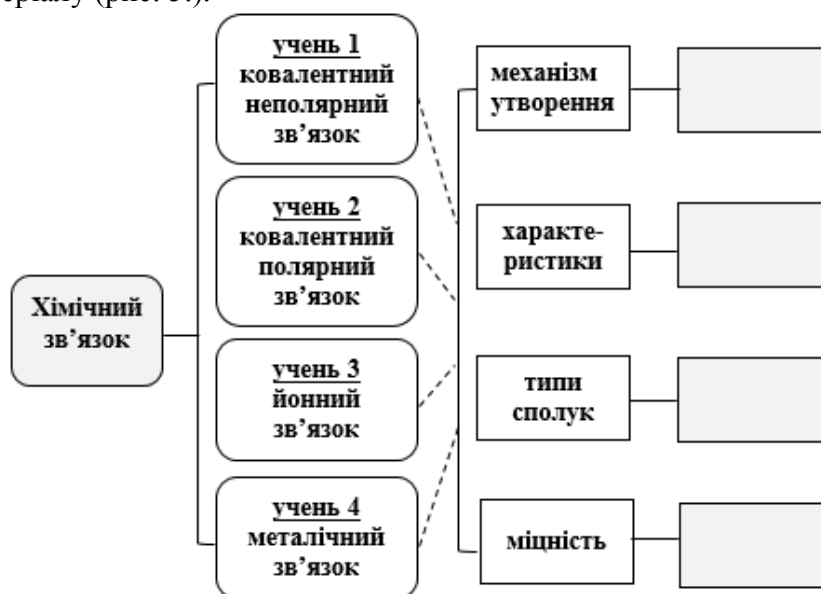 (рис. 3.).
Хімічний
зв’язок
учень 1
ковалентний
неполярний
зв’язок
учень 2
ковалентний
полярний
зв’язок
учень 3
йонний
зв’язок
учень 4
металічний
зв’язок
механізм
утворення
характе-
ристики
типи
сполук
міцність